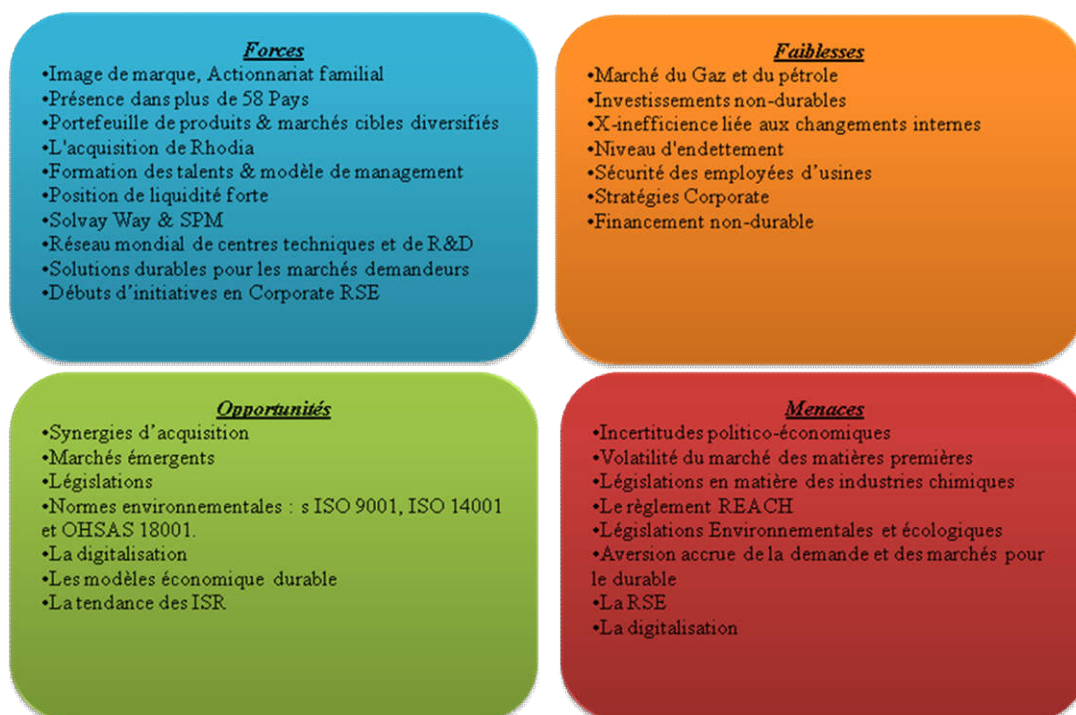 Forces
•Image de marque, Actionnariat familial
•Présence dans plus de 58 Pays
•Portefeuille de produits & marchés cibles diversifiés
•L'acquisition de Rhodia
•Formation des talents & modèle de management
•Position de liquidité forte
•Solvay Way & SPM
•Réseau mondial de centres techniques et de R&D
•Solutions durables pour les marchés demandeurs
•Débuts d’initiatives en Corporate RSE
Faiblesses
•Marché du Gaz et du pétrole
•Investissements non-durables
•X-inefficience liée aux changements internes
•Niveau d'endettement
•Sécurité des employées d’usines
•Stratégies Corporate
•Financement non-durable
Opportunités
•Synergies d’acquisition
•Marchés émergents
•Législations
•Normes environnementales : s ISO 9001, ISO 14001
et OHSAS 18001.
•La digitalisation
•Les modèles économique durable
•La tendance des ISR
Menaces
•Incertitudes politico-économiques
•Volatilité du marché des matières premières
•Législations en matière des industries chimiques
•Le règlement REACH
•Législations Environnementales et écologiques
•Aversion accrue de la demande et des marchés pour
le durable
•La RSE
•La digitalisation